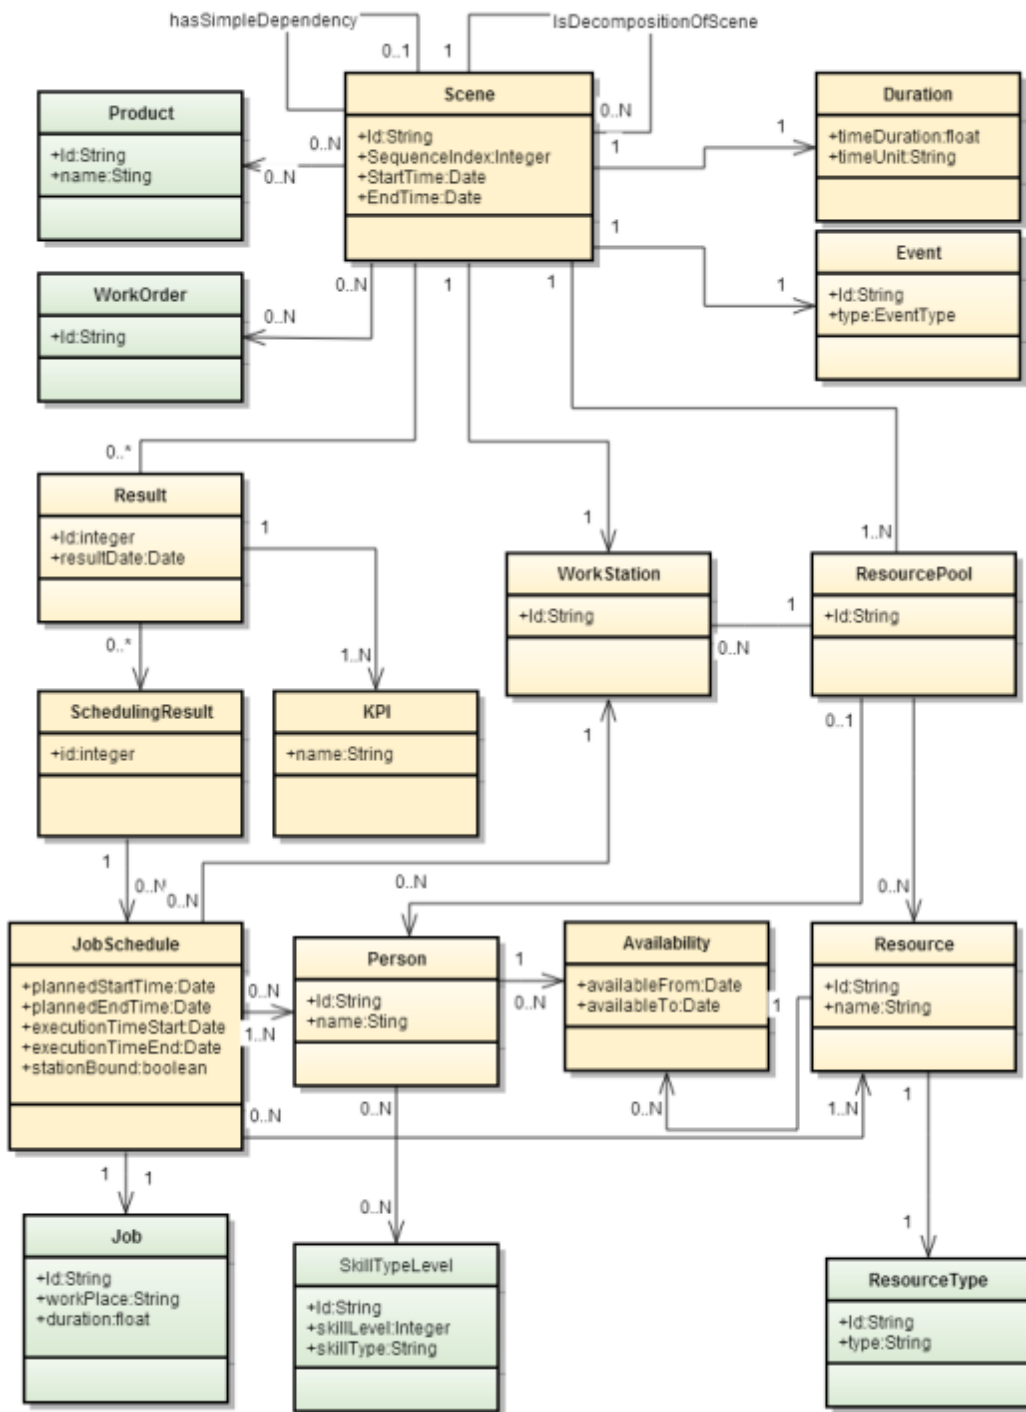 hasSimpleDependency
IsDecompositionOfScene
0..1
1
Scene
+Id:String
+SequenceIndex:Integer
+StartTime:Date
+EndTime:Date
0..N
1
1
Duration
+timeDuration:float
+timeUnit:String
Product
+Id:String
+name:Sting
0..N
0..N
1
1
Event
+Id:String
+type:EventType
WorkOrder
+Id:String
0..N
0..N
1
1
0..*
Result
+Id:integer
+resultDate:Date
1
1
1..N
WorkStation
+Id:String
ResourcePool
+Id:String
1
0..N
0..*
1..N
SchedulingResult
+id:integer
KPI
+name:String
1
0..1
1
0..N
0..N
0..N
0..N
JobSchedule
+plannedStartTime:Date
+plannedEndTime:Date
+executionTimeStart:Date
+executionTimeEnd:Date
+stationBound:boolean
0..N
1..N
Person
+Id:String
+name:Sting
1
0..N
Availability
+availableFrom:Date
+availableTo:Date
1
Resource
+Id:String
+name:String
0..N
0..N
0..N
1..N
1
1
1
0..N
1
Job
+Id:String
+workPlace:String
+duration:float
SkillTypeLevel
+Id:String
+skillLevel:Integer
+skillType:String
ResourceType
+Id:String
+type:String